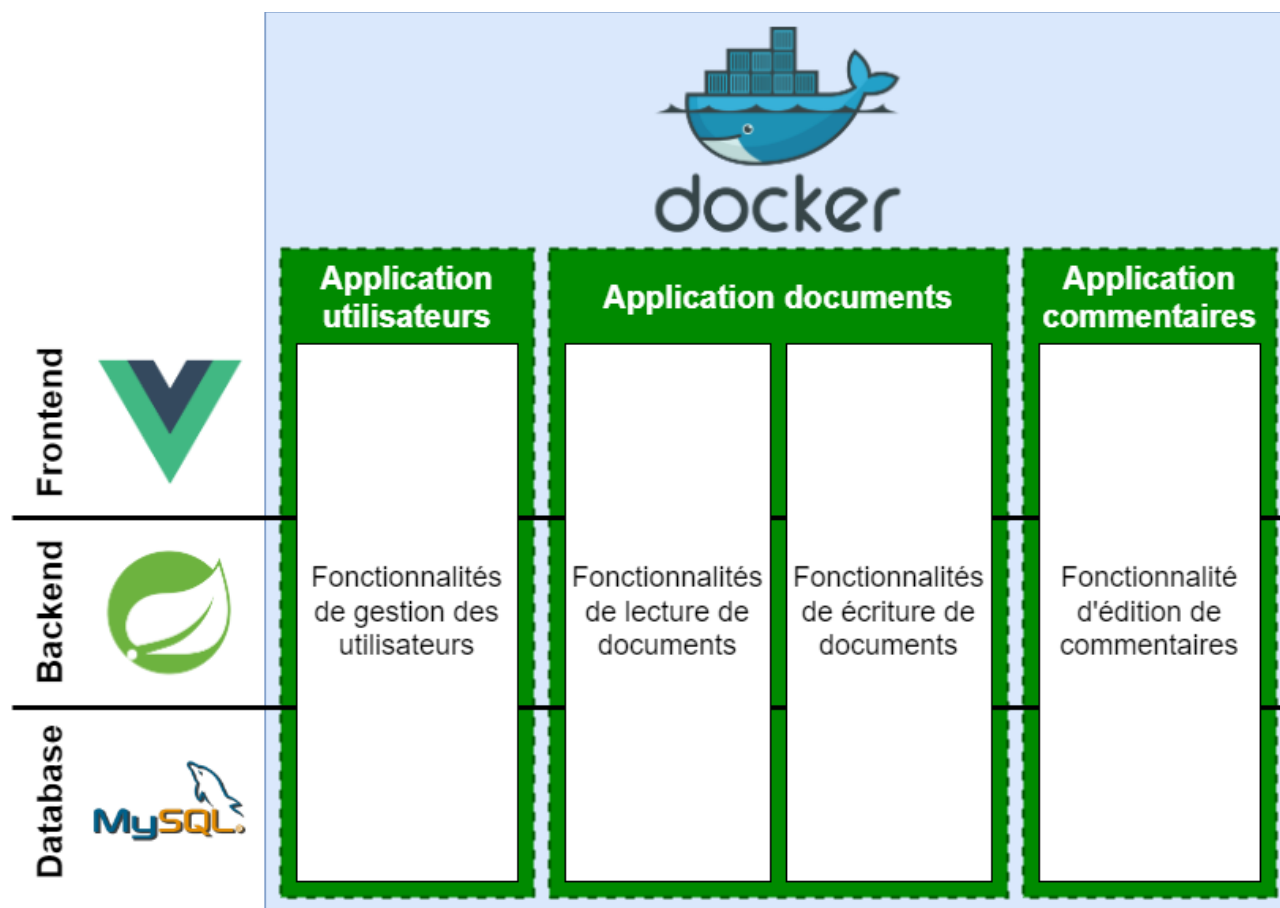 docker
Application
utilisateurs
Application documents
Application
commentaires
Frontend
Backend
Database
MySQL.
Fonctionnalités
de gestion des
utilisateurs
Fonctionnalités
de lecture de
documents
Fonctionnalités
de écriture de
documents
Fonctionnalité
d'édition de
commentaires